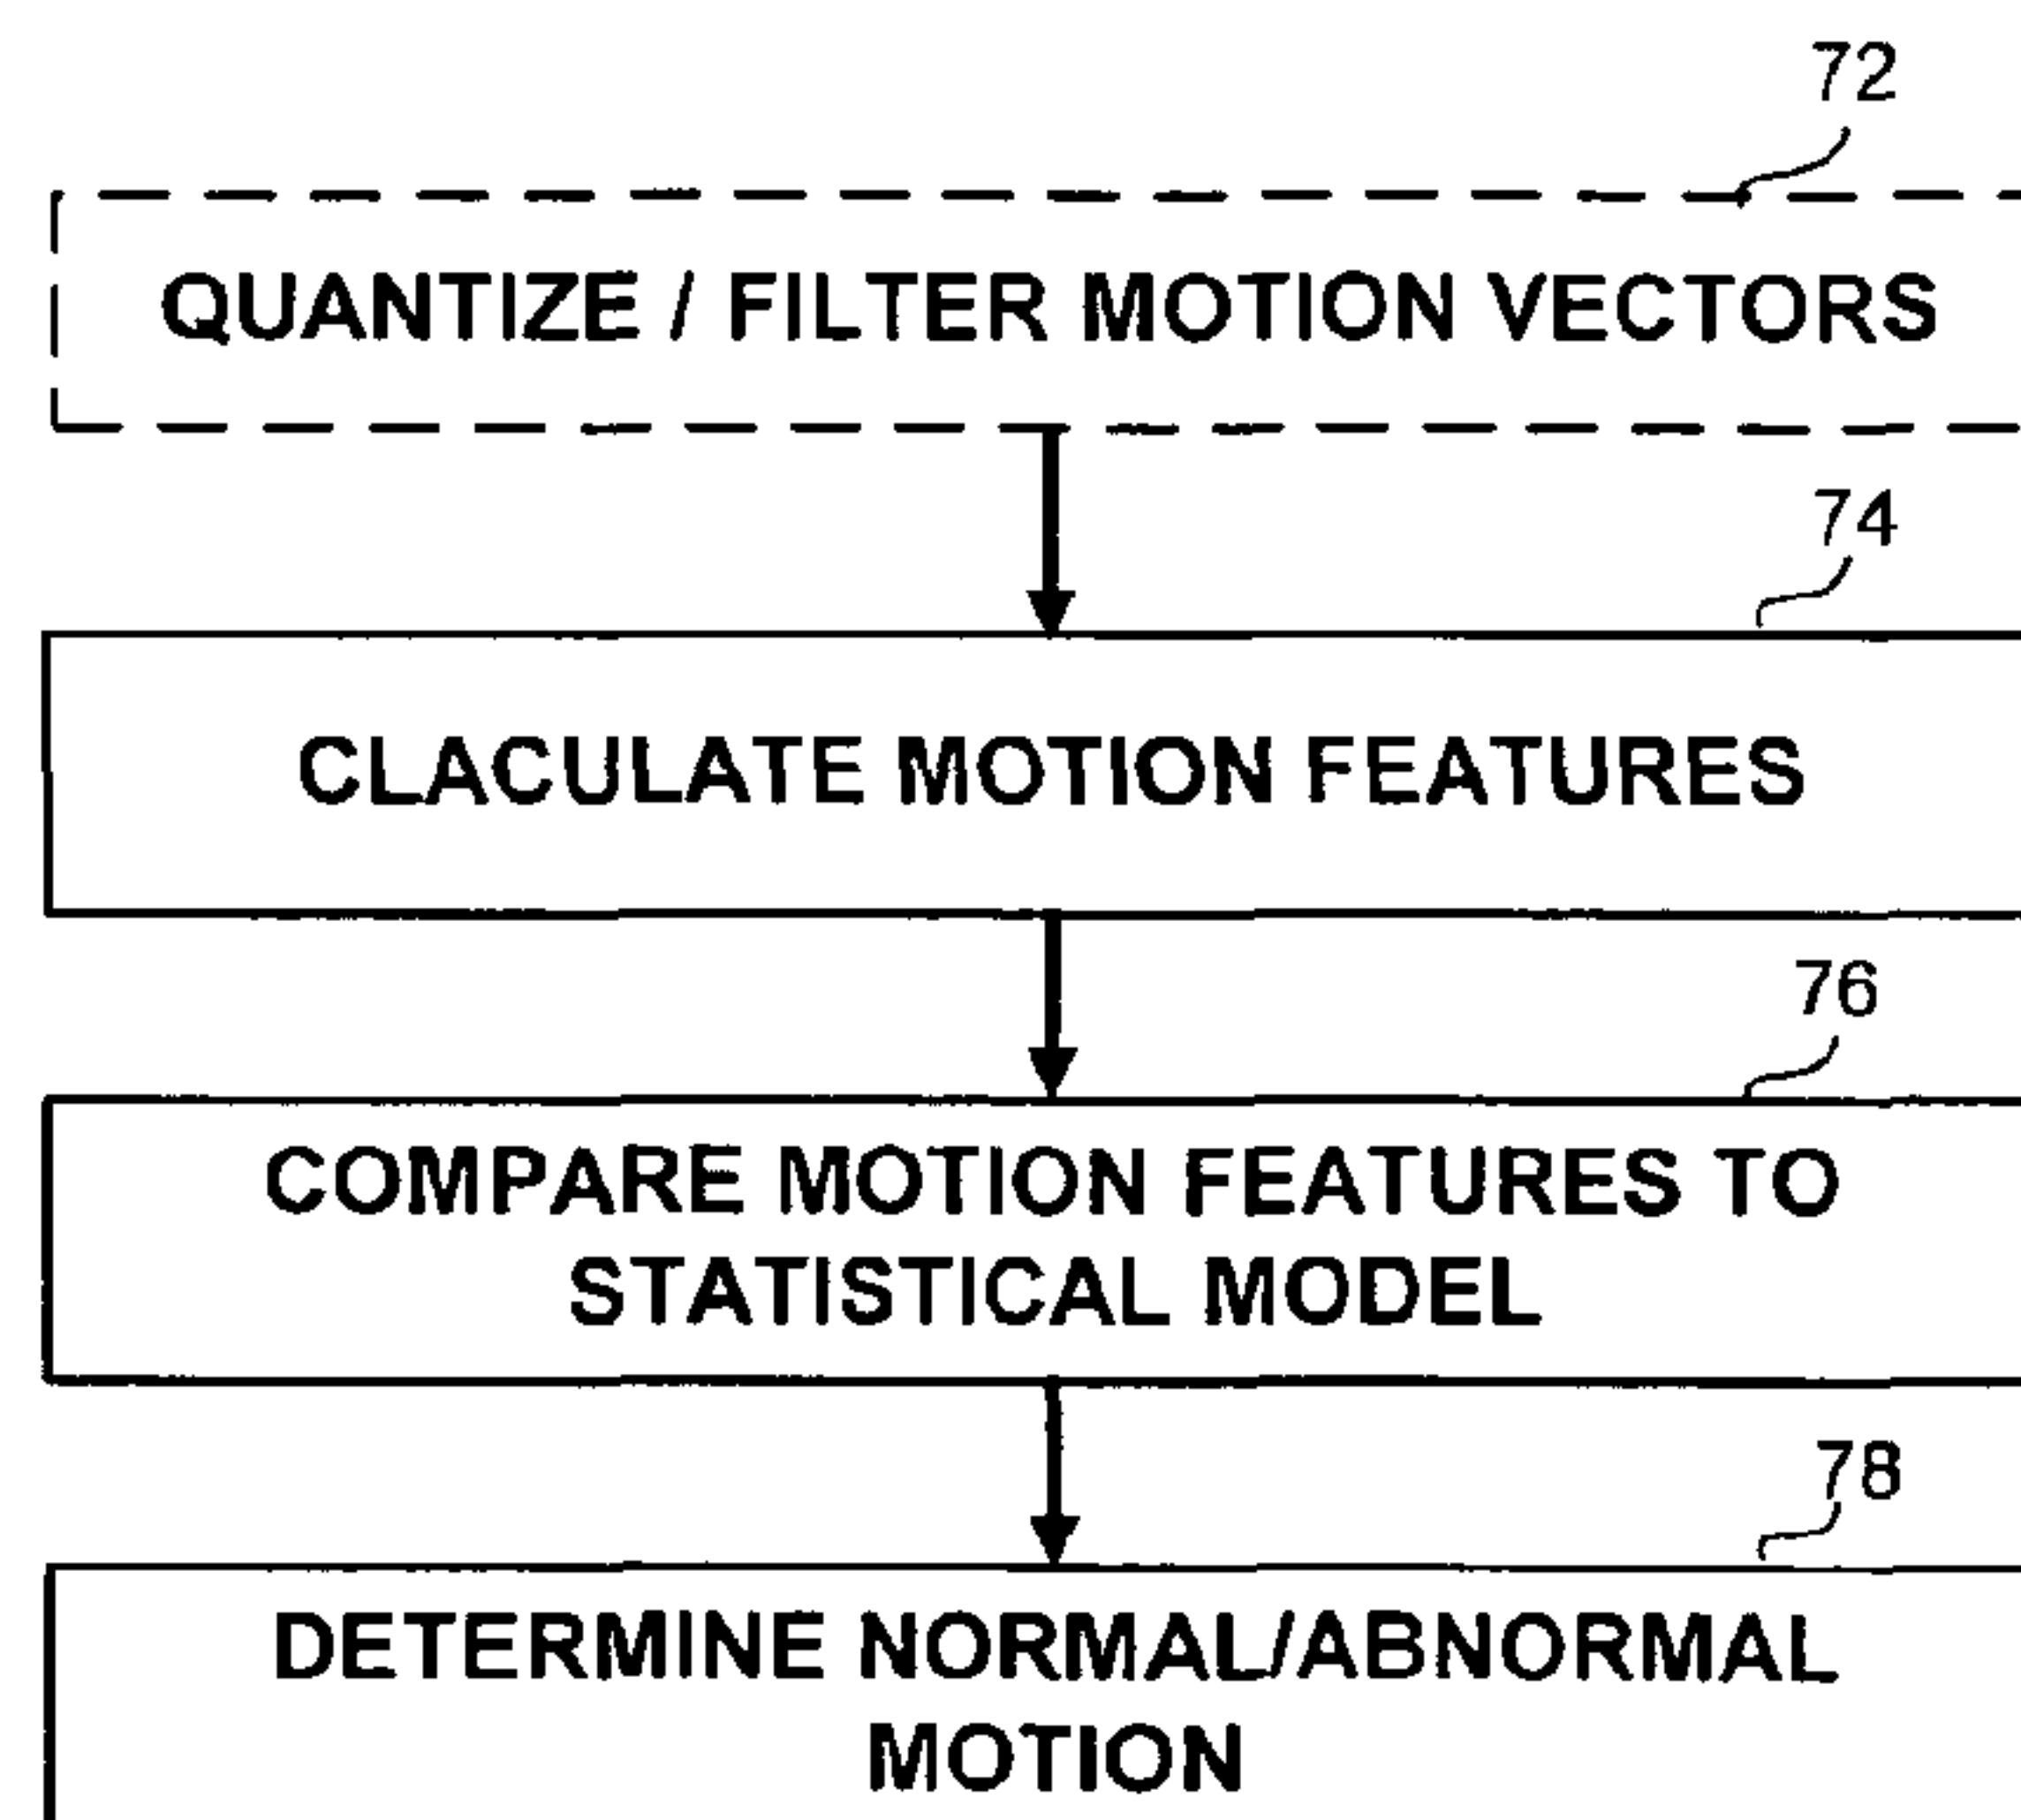 72
QUANTIZE / FILTER MOTION VECTORS
74
CLACULATE MOTION FEATURES
76
COMPARE MOTION FEATURES TO
STATISTICAL MODEL
78
DETERMINE NORMAL/ABNORMAL
MOTION